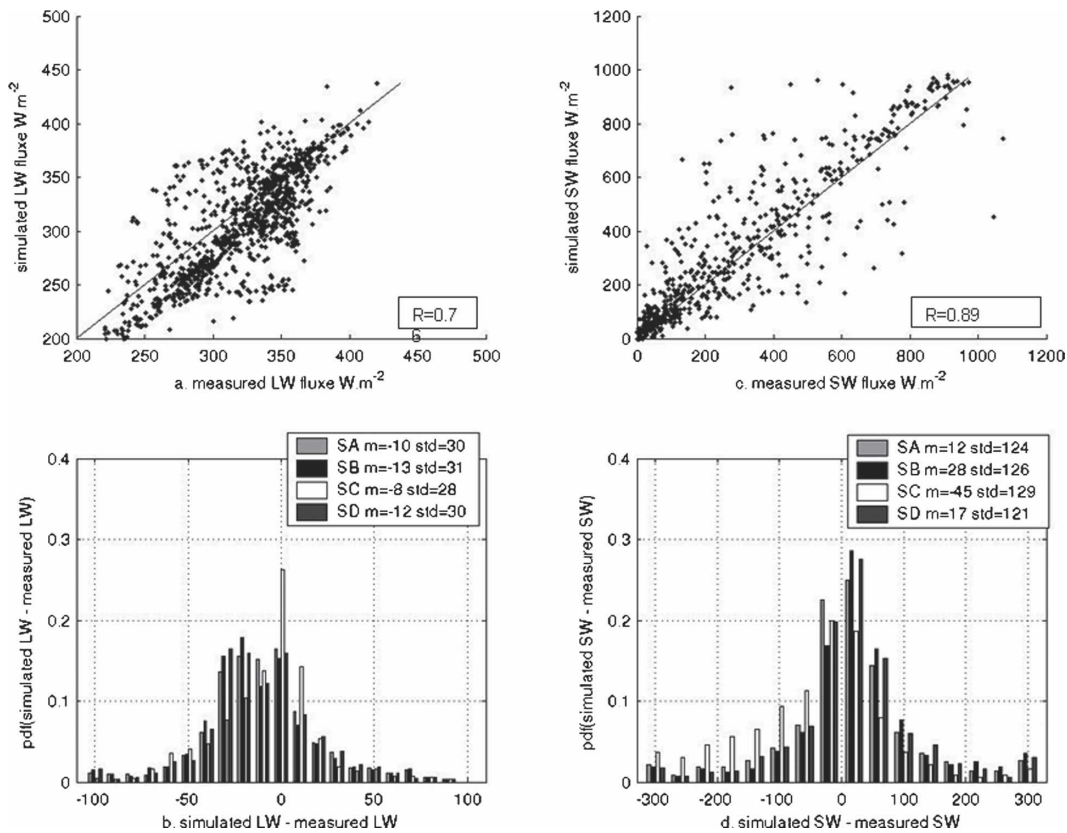 500
450
400
350
300
250
200
simulated LW fluxe W.m-2
R=0.7
6
200 250 300 350 400 450 500
a. measured LW fluxe W.m-2
1200
1000
800
600
400
200
0
simulated SW fluxe W.m-2
R=0.89
0 200 400 600 800 1000 1200
c. measured SW fluxe W.m-2
SA m=-10 std=30
SB m=-13 std=31
SC m=-8 std=28
SD m=-12 std=30
0.4
0.3
0.2
0.1
0
pdf(simulated LW - measured LW)
-100 -50 0 50 100
b. simulated LW - measured LW
SA m=12 std=124
SB m=28 std=126
SC m=-45 std=129
SD m=17 std=121
0.4
0.3
0.2
0.1
0
pdf(simulated SW - measured SW)
-300 -200 -100 0 100 200 300
d. simulated SW - measured SW